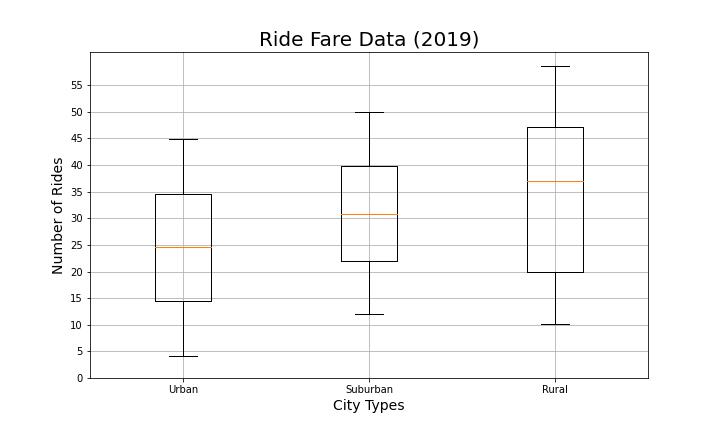 Ride Fare Data (2019)
Number of Rides
55
50
45
40
35
30
25
20
15
10
5
0
Urban
Suburban
Rural
City Types